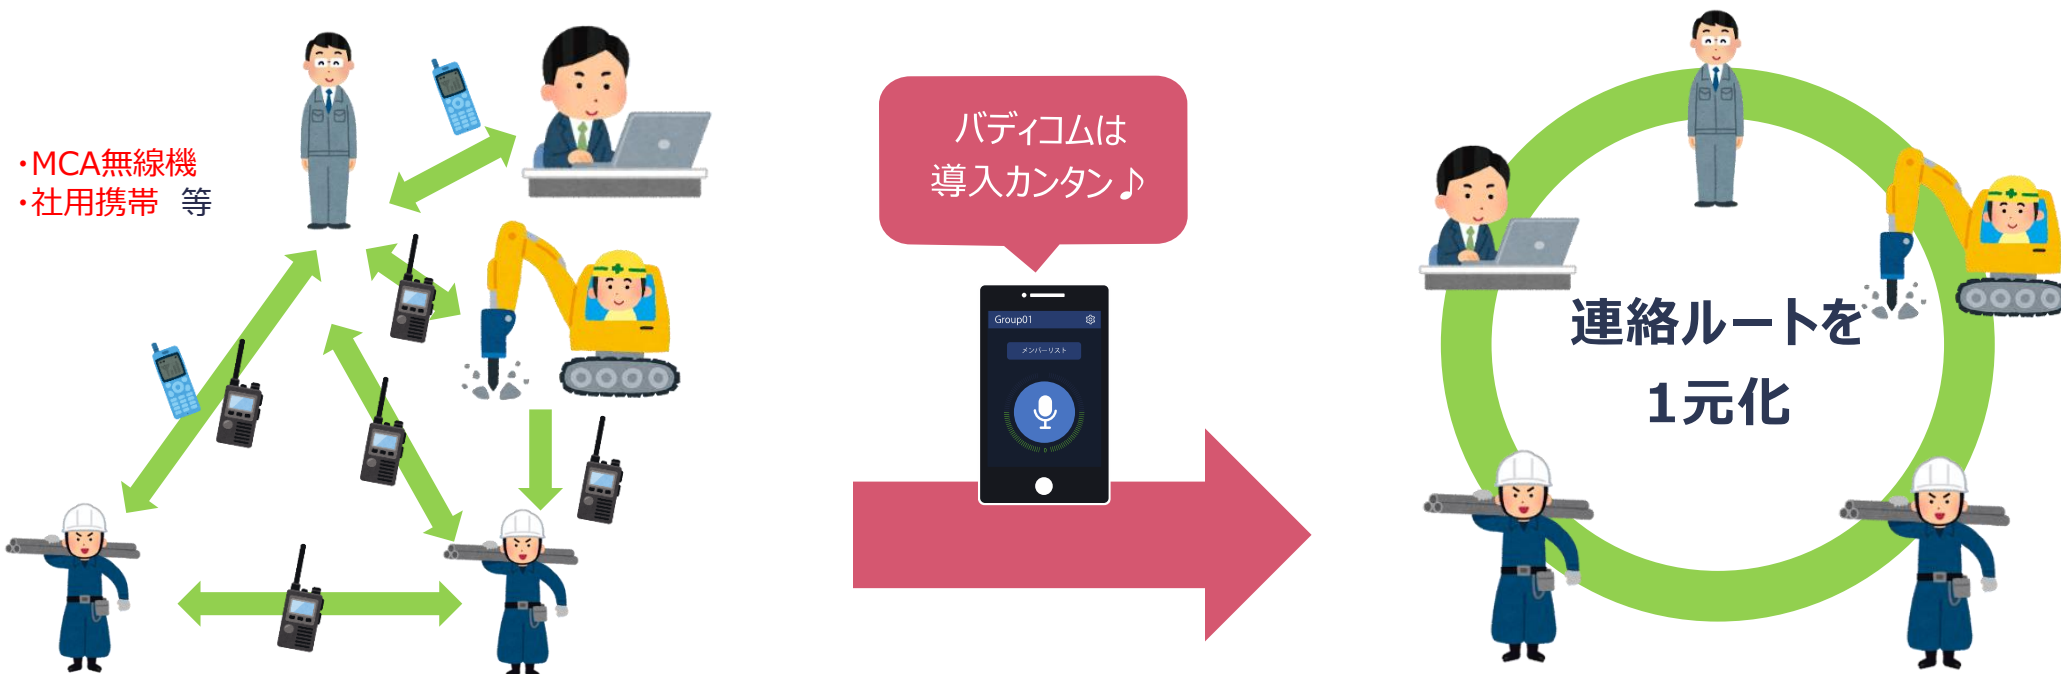 ・MCA無線機
・社用携帯　等
バディコムは
導入カンタン♪
Group01
メンバーリスト
0
連絡ルートを
1元化